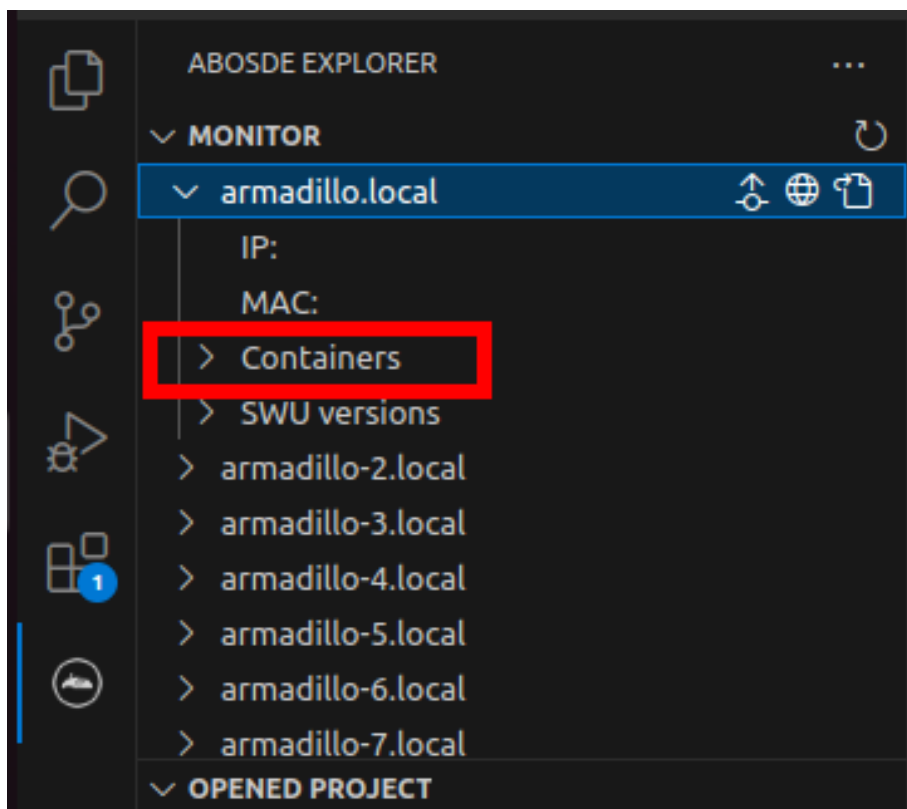 ABOSDE EXPLORER
MONITOR
armadillo.local
IP:
MAC:
Containers
SWU versions
armadillo-2.local
armadillo-3.local
armadillo-4.local
1
armadillo-5.local
armadillo-6.local
armadillo-7.local
OPENED PROJECT